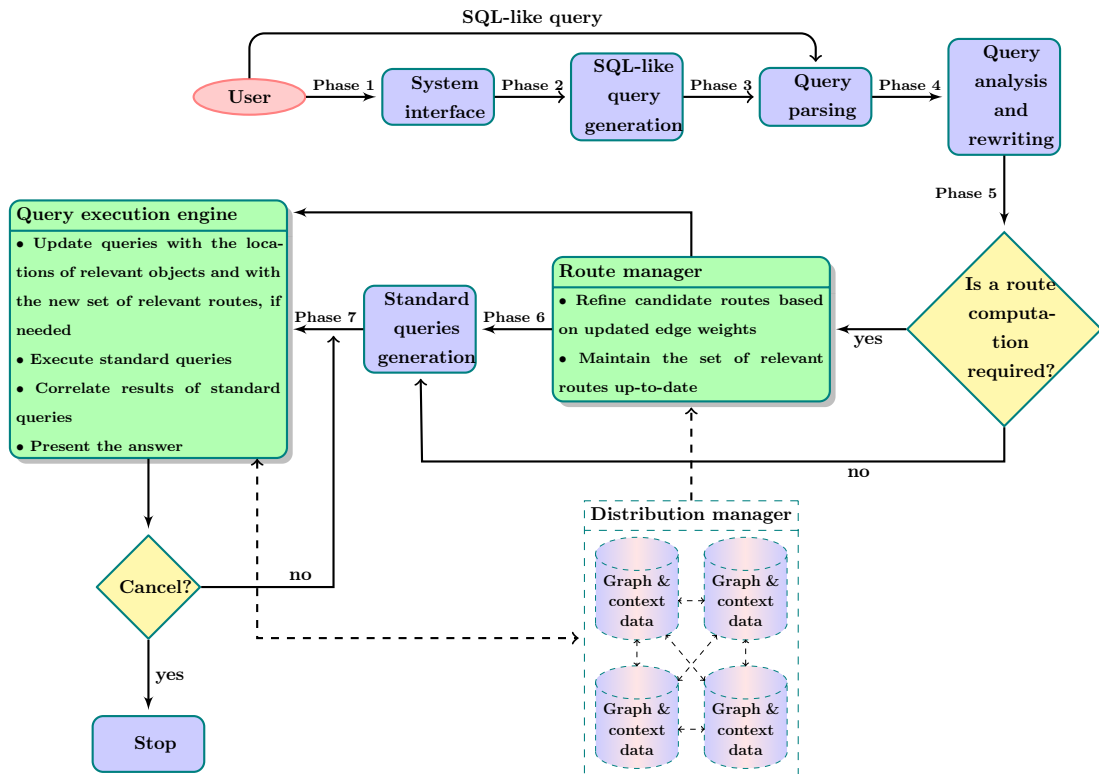 SQL-like query
User
Phase 1
System
interface
Phase 2
SQL-like
query
generation
Phase 3
Query
parsing
Phase 4
Query
analysis
and
rewriting
Phase 5
Is a route
computa-
tion
required?
yes
no
Route manager
• Refine candidate routes based
on updated edge weights
• Maintain the set of relevant
routes up-to-date
Phase 6
Standard
queries
generation
Phase 7
Query execution engine
• Update queries with the loca-
tions of relevant objects and with
the new set of relevant routes, if
needed
• Execute standard queries
• Correlate results of standard
queries
• Present the answer
Cancel?
no
yes
Stop
Distribution manager
Graph &
context
data
Graph &
context
data
Graph &
context
data
Graph &
context
data